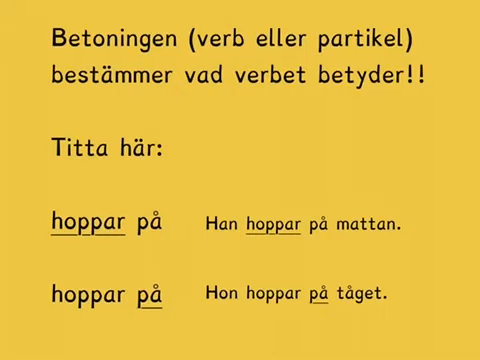 Betoningen (verb eller partikel)
bestämmer vad verbet betyder!!
Titta här:
hoppar på Han hoppar på mattan.
hoppar på Hon hoppar på tåget.